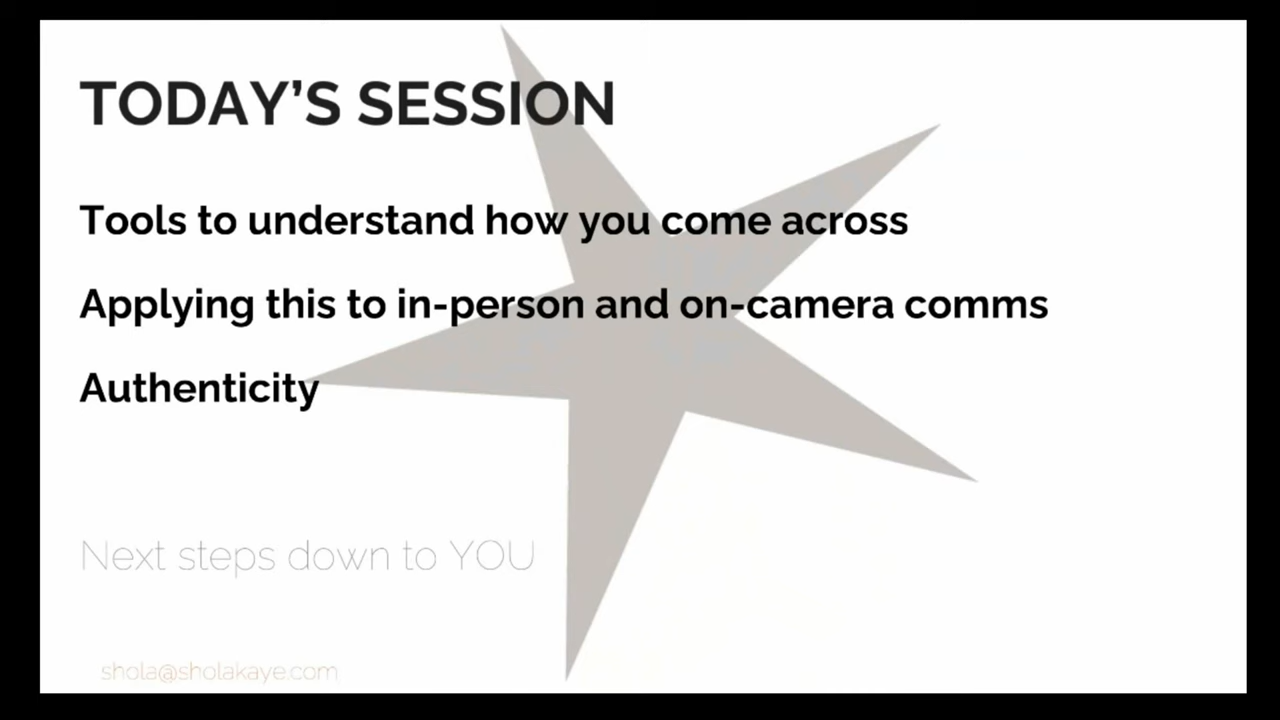 TODAY’S SESSION
Tools to understand how you come across
Applying this to in-person and on-camera comms
Authenticity
Next steps down to YOU
shola@sholakaye.com